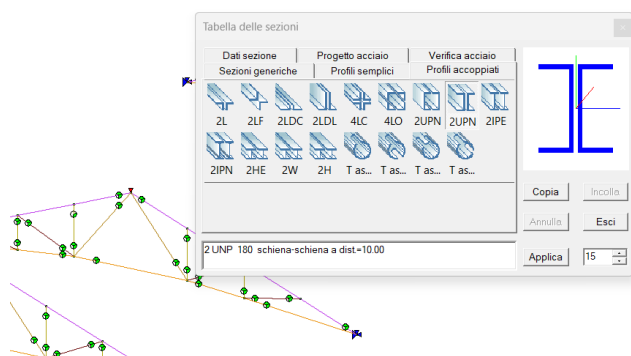 Tabella delle sezioni
Dati sezione Progetto acciaio Verifica acciaio
Sezioni generiche Profili semplici Profili accoppiati
2L 2LF 2LDC 2LDL 4LC 4LO 2UPN 2UPN 2IPE
2IPN 2HE 2W 2H T as... T as... T as... T as...
Copia Incolla
Annulla Esci
2 UNP 180 schiena-schiena a dist.=10.00
Applica 15